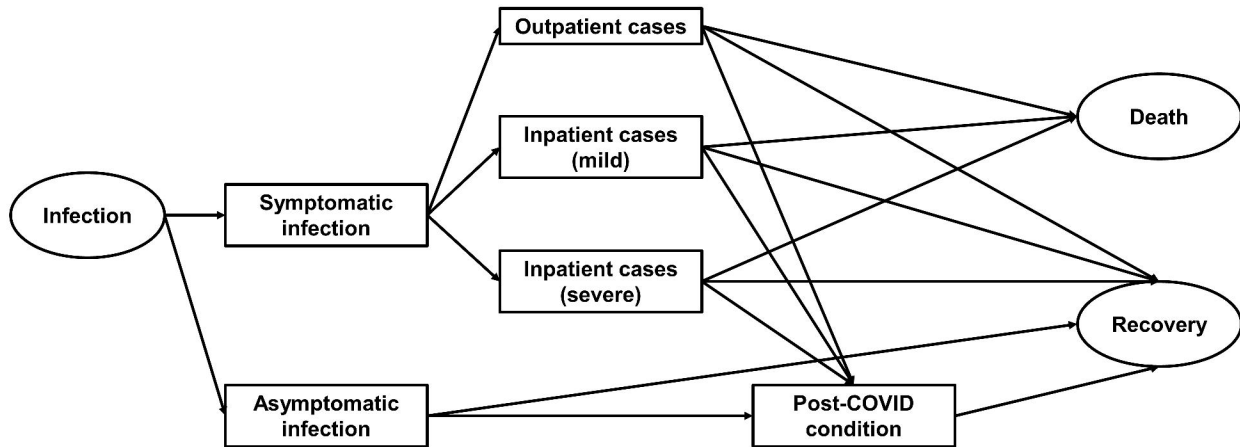 Outpatient cases
Death
Inpatient cases
(mild)
Infection
Symptomatic
infection
Inpatient cases
(severe)
Recovery
Asymptomatic
infection
Post-COVID
condition